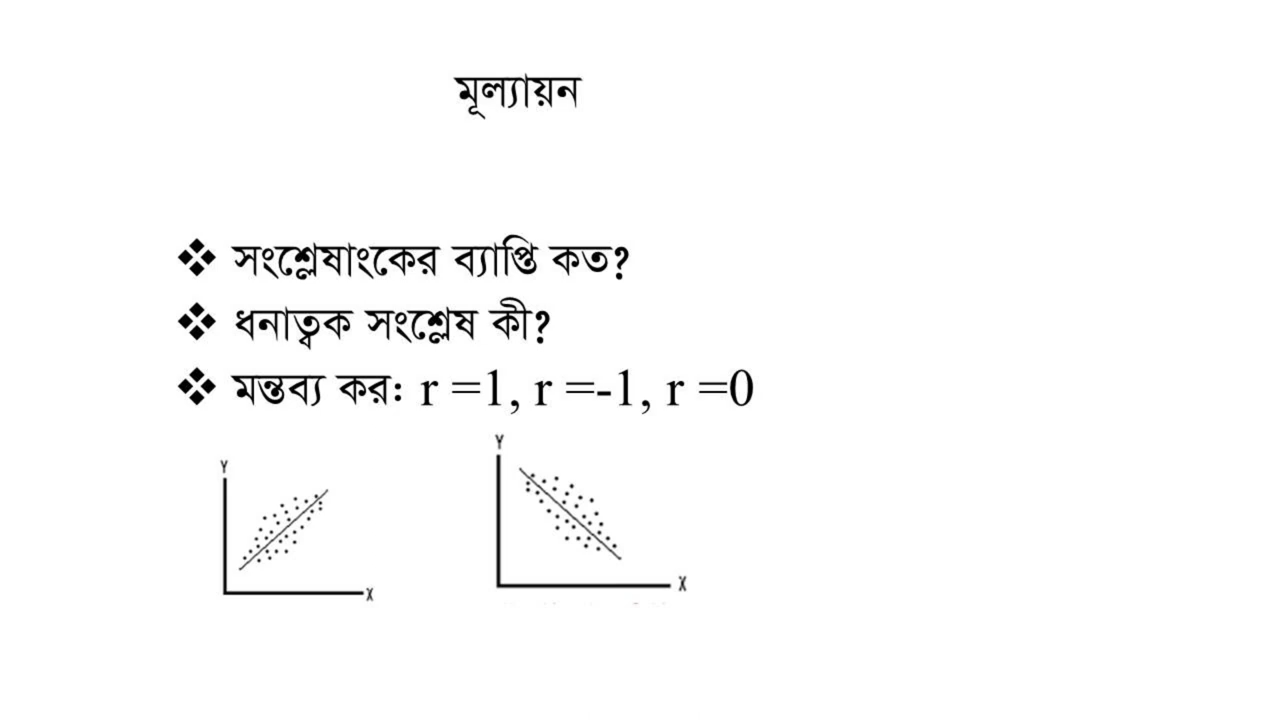 মূল্যায়ন
❖ সংশ্লেষাংকের ব্যাপ্তি কত?
❖ ধনাত্বক সংশ্লেষ কী?
❖ মন্তব্য কর: r =1, r =-1, r =0
Y
X
Y
X